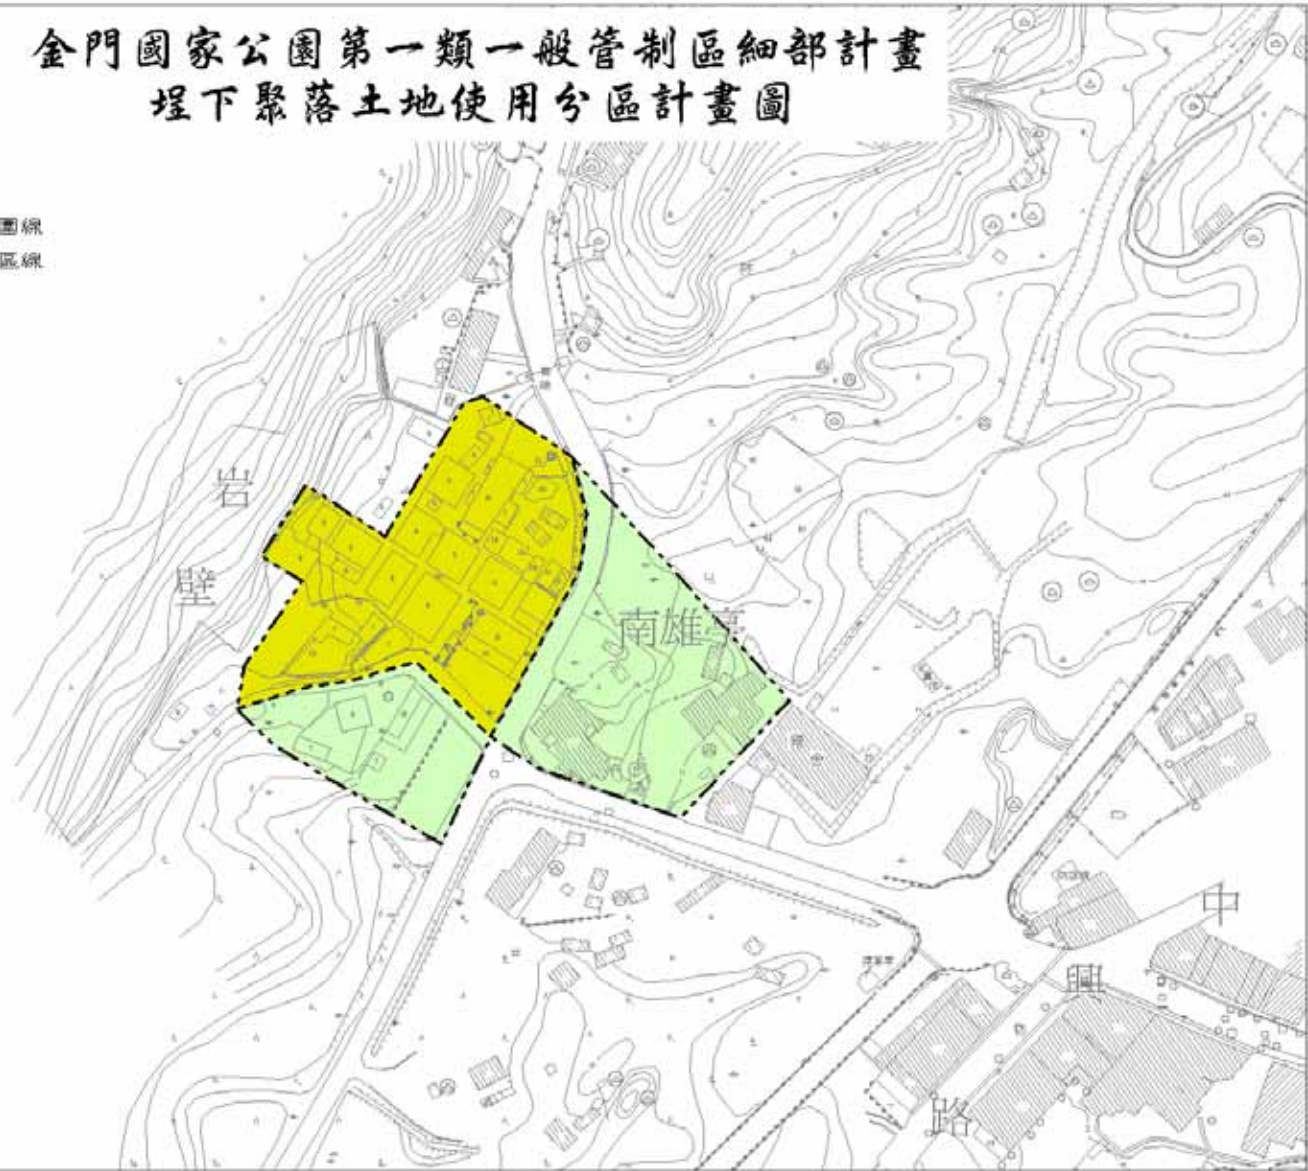 金門國家公園第一類一般管制區細部計畫
埕下聚落土地使用分區計畫圖
圍線
區線
岩
壁
南雄亭
中
興
路